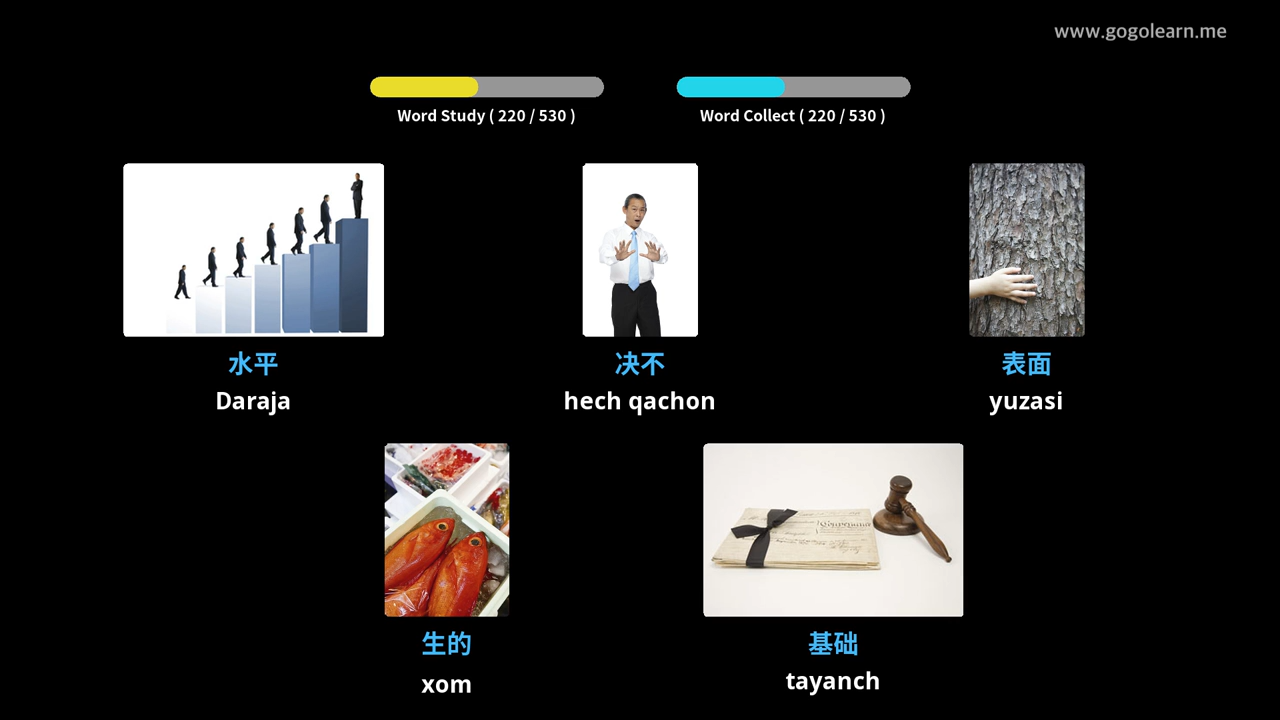 www.gogolearn.me
Word Study ( 220 / 530 )
Word Collect ( 220 / 530 )
水平
Daraja
决不
hech qachon
表面
yuzasi
生的
xom
基础
tayanch